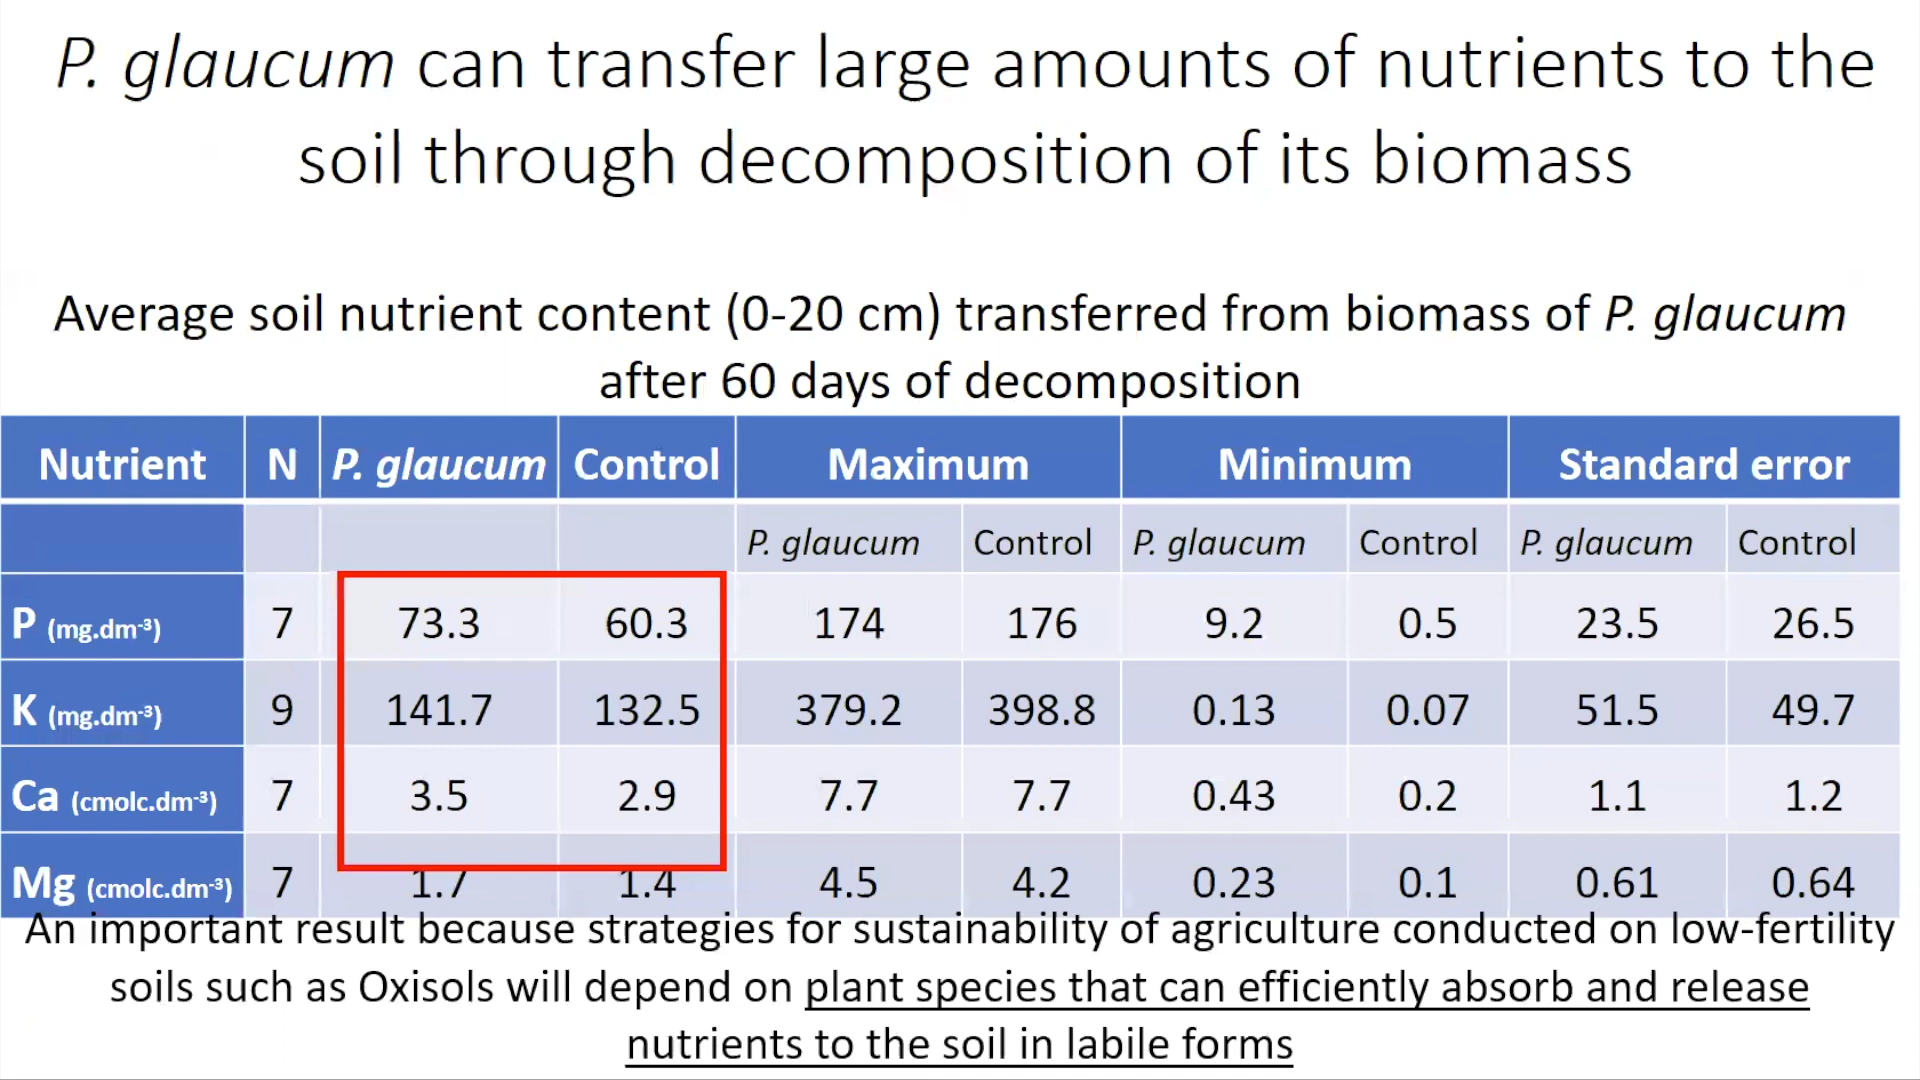 P. glaucum can transfer large amounts of nutrients to the
soil through decomposition of its biomass
Average soil nutrient content (0-20 cm) transferred from biomass of P. glaucum
after 60 days of decomposition
Nutrient N P. glaucum Control Maximum Minimum Standard error
P. glaucum Control P. glaucum Control P. glaucum Control
P (mg.dm-3) 7 73.3 60.3 174 176 9.2 0.5 23.5 26.5
K (mg.dm-3) 9 141.7 132.5 379.2 398.8 0.13 0.07 51.5 49.7
Ca (cmolc.dm-3) 7 3.5 2.9 7.7 7.7 0.43 0.2 1.1 1.2
Mg (cmolc.dm-3) 7 1.7 1.4 4.5 4.2 0.23 0.1 0.61 0.64
An important result because strategies for sustainability of agriculture conducted on low-fertility
soils such as Oxisols will depend on plant species that can efficiently absorb and release
nutrients to the soil in labile forms